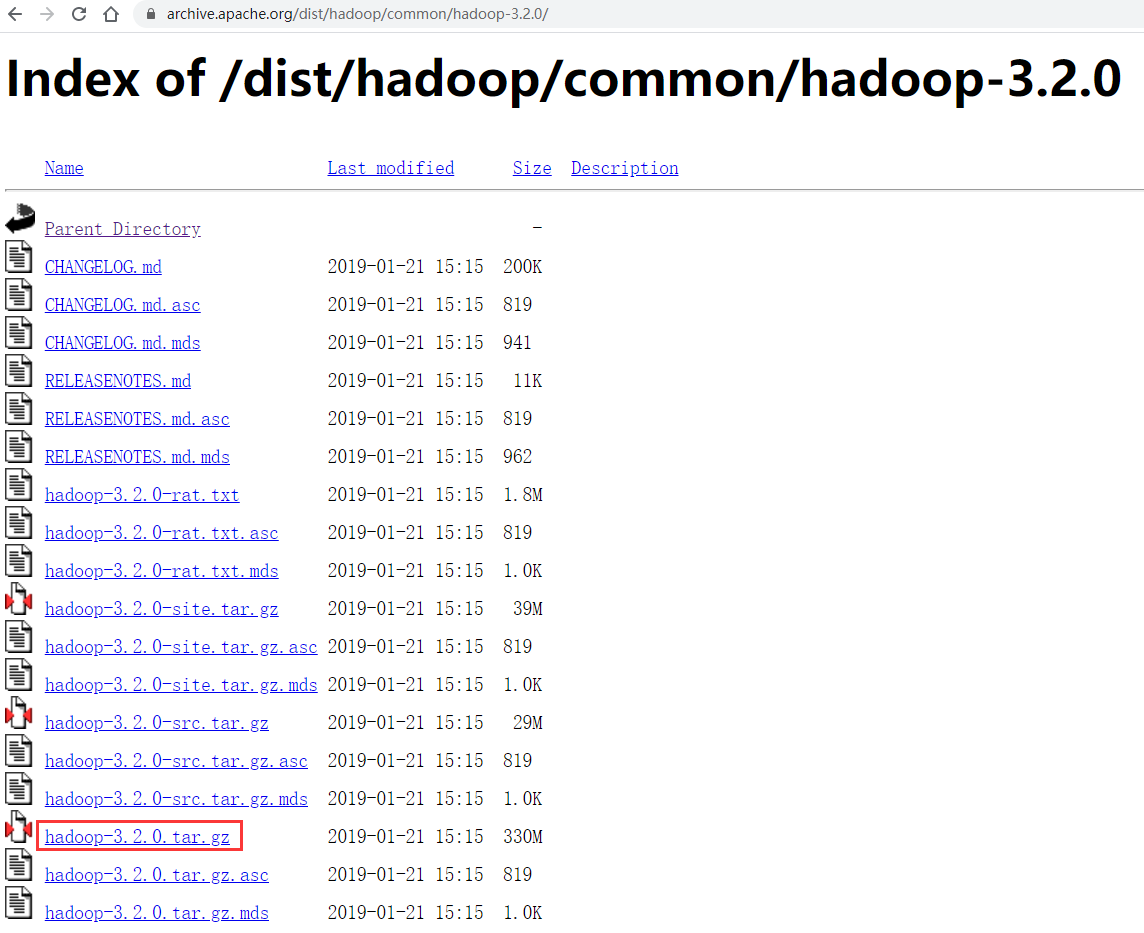 archive.apache.org/dist/hadoop/common/hadoop-3.2.0/
Index of /dist/hadoop/common/hadoop-3.2.0
Name Last modified Size Description
Parent Directory -
CHANGELOG.md 2019-01-21 15:15 200K
CHANGELOG.md.asc 2019-01-21 15:15 819
CHANGELOG.md.mds 2019-01-21 15:15 941
RELEASENOTES.md 2019-01-21 15:15 11K
RELEASENOTES.md.asc 2019-01-21 15:15 819
RELEASENOTES.md.mds 2019-01-21 15:15 962
hadoop-3.2.0-rat.txt 2019-01-21 15:15 1.8M
hadoop-3.2.0-rat.txt.asc 2019-01-21 15:15 819
hadoop-3.2.0-rat.txt.mds 2019-01-21 15:15 1.0K
hadoop-3.2.0-site.tar.gz 2019-01-21 15:15 39M
hadoop-3.2.0-site.tar.gz.asc 2019-01-21 15:15 819
hadoop-3.2.0-site.tar.gz.mds 2019-01-21 15:15 1.0K
hadoop-3.2.0-src.tar.gz 2019-01-21 15:15 29M
hadoop-3.2.0-src.tar.gz.asc 2019-01-21 15:15 819
hadoop-3.2.0-src.tar.gz.mds 2019-01-21 15:15 1.0K
hadoop-3.2.0.tar.gz 2019-01-21 15:15 330M
hadoop-3.2.0.tar.gz.asc 2019-01-21 15:15 819
hadoop-3.2.0.tar.gz.mds 2019-01-21 15:15 1.0K